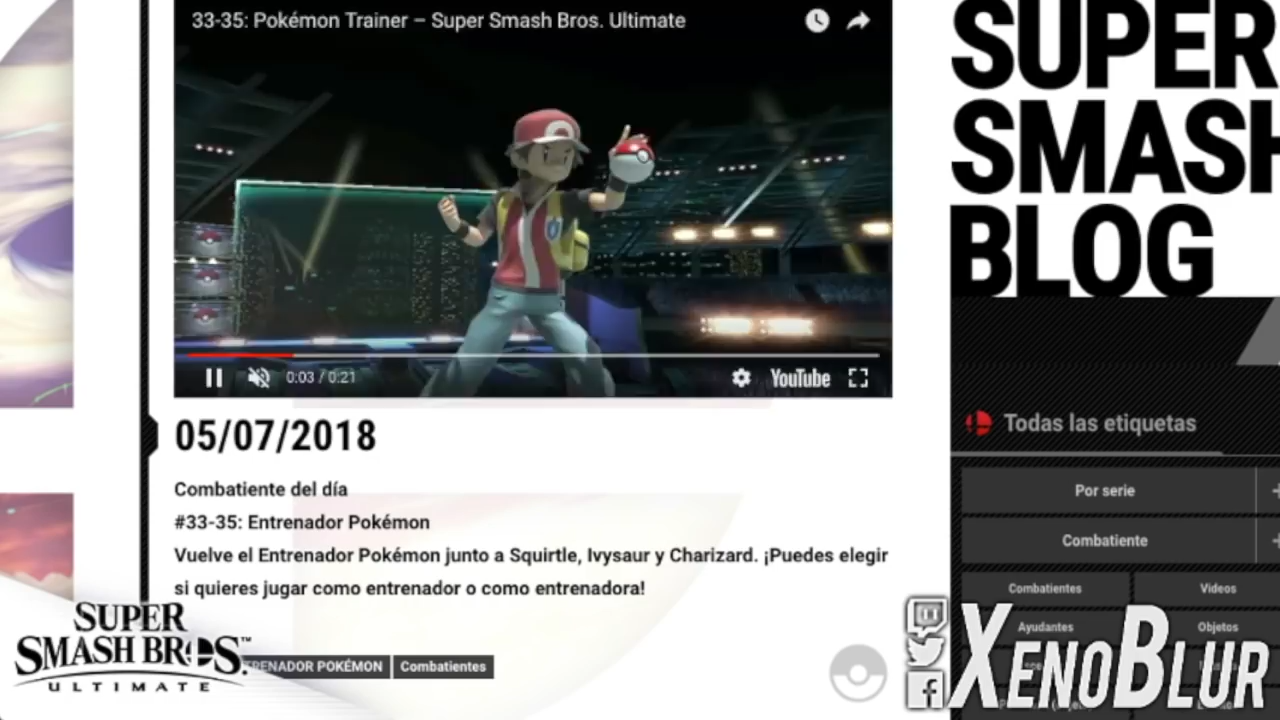 33-35: Pokémon Trainer – Super Smash Bros. Ultimate
0:03 / 0:21
YouTube
05/07/2018
Combatiente del día
#33-35: Entrenador Pokémon
Vuelve el Entrenador Pokémon junto a Squirtle, Ivysaur y Charizard. ¡Puedes elegir
si quieres jugar como entrenador o como entrenadora!
TRENADOR POKÉMON
Combatientes
SUPER
SMASH BROS.™
ULTIMATE
SUPER
SMASH
BLOG
Todas las etiquetas
Por serie
Combatiente
Combatientes
Videos
Ayudantes
Objetos
XENOBLUR